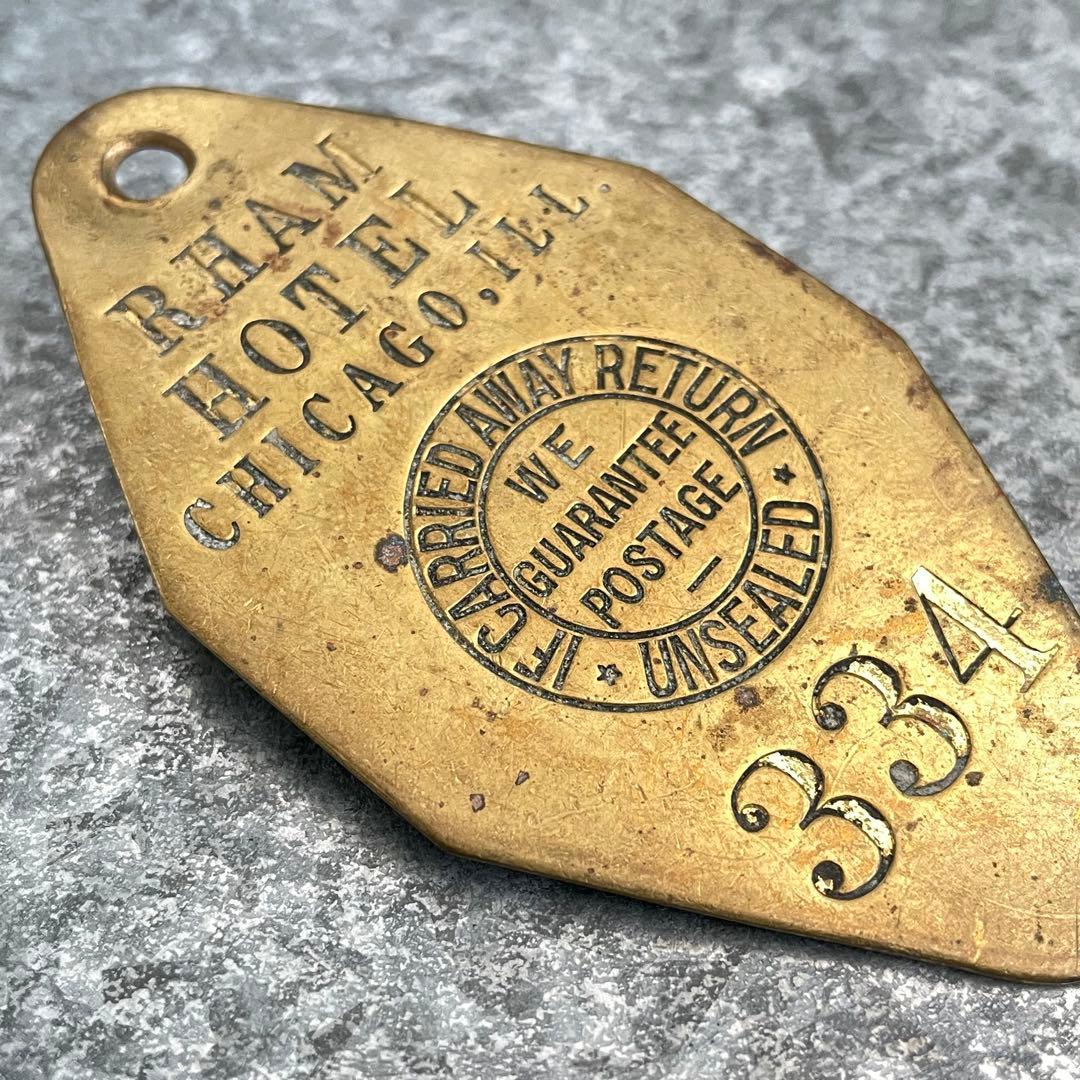 RHAM
HOTEL
CHICAGO, ILL.
IF CARRIED AWAY RETURN
★ UNSEALED ★
WE
GUARANTEE
POSTAGE
—
334